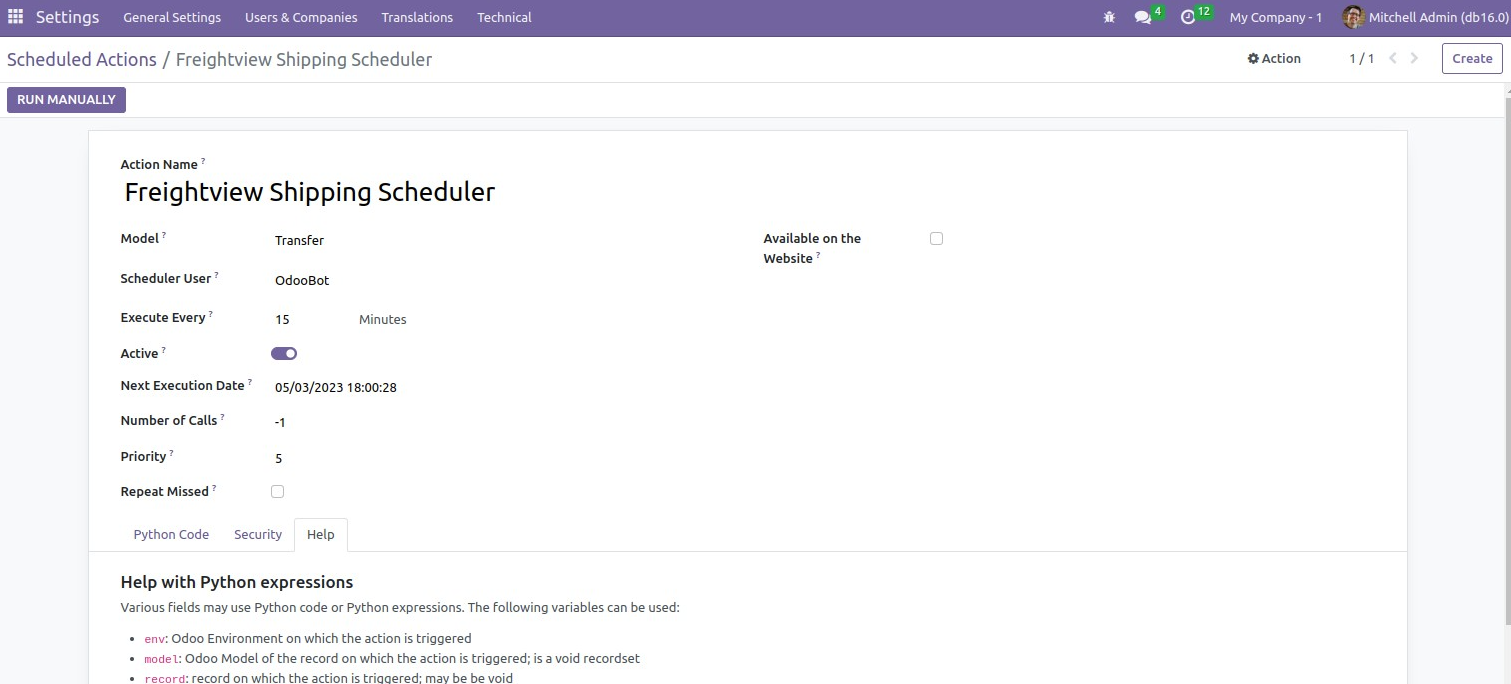 Settings General Settings Users & Companies Translations Technical 4 12 My Company - 1 Mitchell Admin (db16.0)
Scheduled Actions / Freightview Shipping Scheduler Action 1 / 1 Create
RUN MANUALLY
Action Name ?
Freightview Shipping Scheduler
Model ? Transfer Available on the Website ?
Scheduler User ? OdooBot
Execute Every ? 15 Minutes
Active ?
Next Execution Date ? 05/03/2023 18:00:28
Number of Calls ? -1
Priority ? 5
Repeat Missed ?
Python Code Security Help
Help with Python expressions
Various fields may use Python code or Python expressions. The following variables can be used:
• env: Odoo Environment on which the action is triggered
• model: Odoo Model of the record on which the action is triggered; is a void recordset
• record: record on which the action is triggered; may be be void